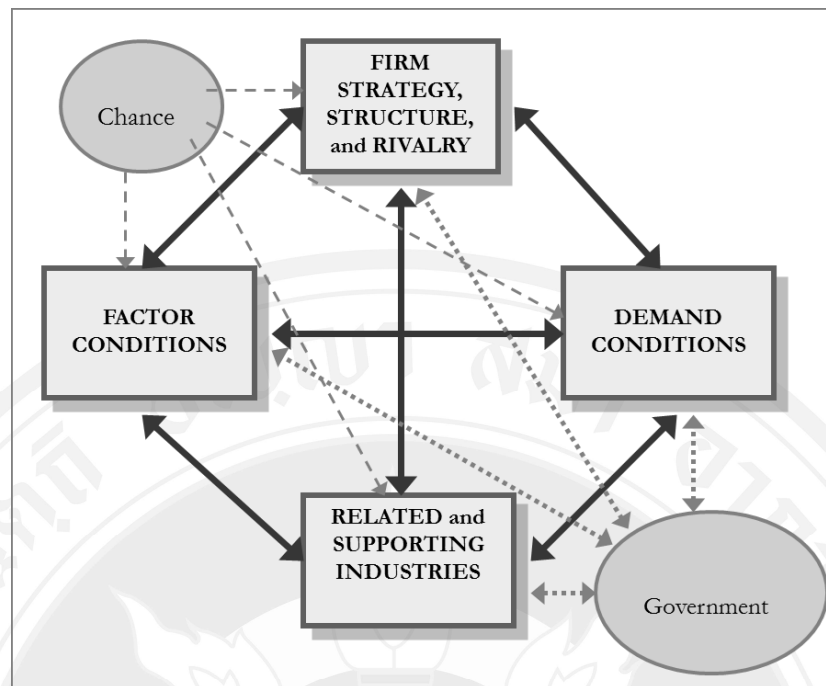 Chance
FIRM
STRATEGY,
STRUCTURE,
and RIVALRY
FACTOR
CONDITIONS
DEMAND
CONDITIONS
RELATED and
SUPPORTING
INDUSTRIES
Government